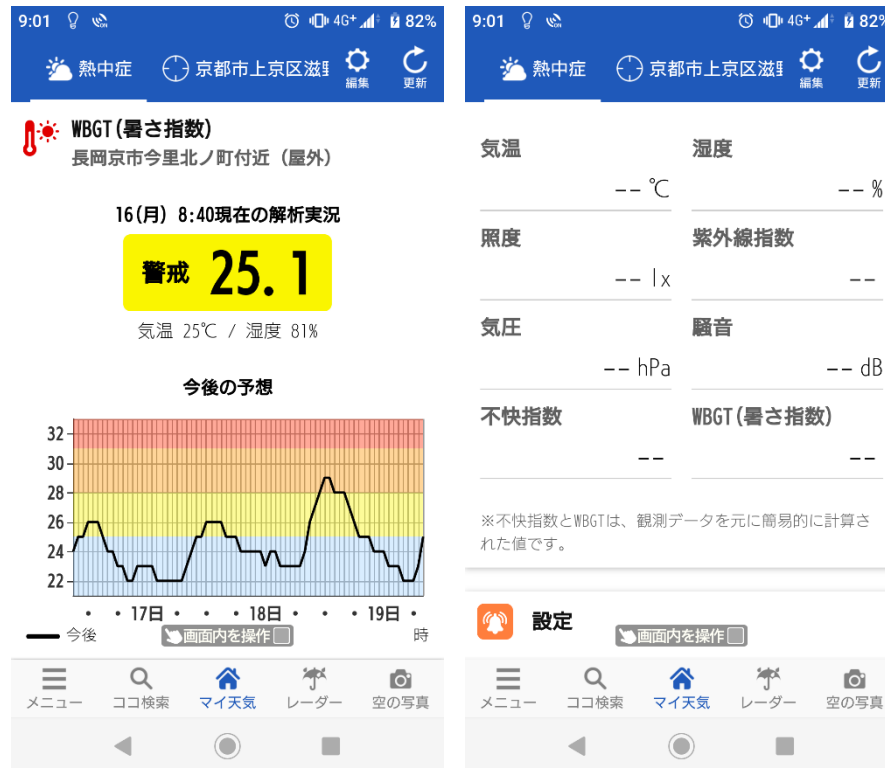 9:01 4G+ 82%
熱中症 京都市上京区滋 編集 更新
WBGT(暑さ指数)
長岡京市今里北ノ町付近（屋外）
16(月) 8:40現在の解析実況
警戒 25.1
気温 25℃ / 湿度 81%
今後の予想
32
30
28
26
24
22
・ ・17日・ ・ ・18日・ ・ ・19日・
今後 画面内を操作 時
メニュー ココ検索 マイ天気 レーダー 空の写真
9:01 4G+ 82%
熱中症 京都市上京区滋 編集 更新
気温 湿度
-- ℃ -- %
照度 紫外線指数
-- lx --
気圧 騒音
-- hPa -- dB
不快指数 WBGT(暑さ指数)
-- --
※不快指数とWBGTは、観測データを元に簡易的に計算さ
れた値です。
設定
画面内を操作
メニュー ココ検索 マイ天気 レーダー 空の写真